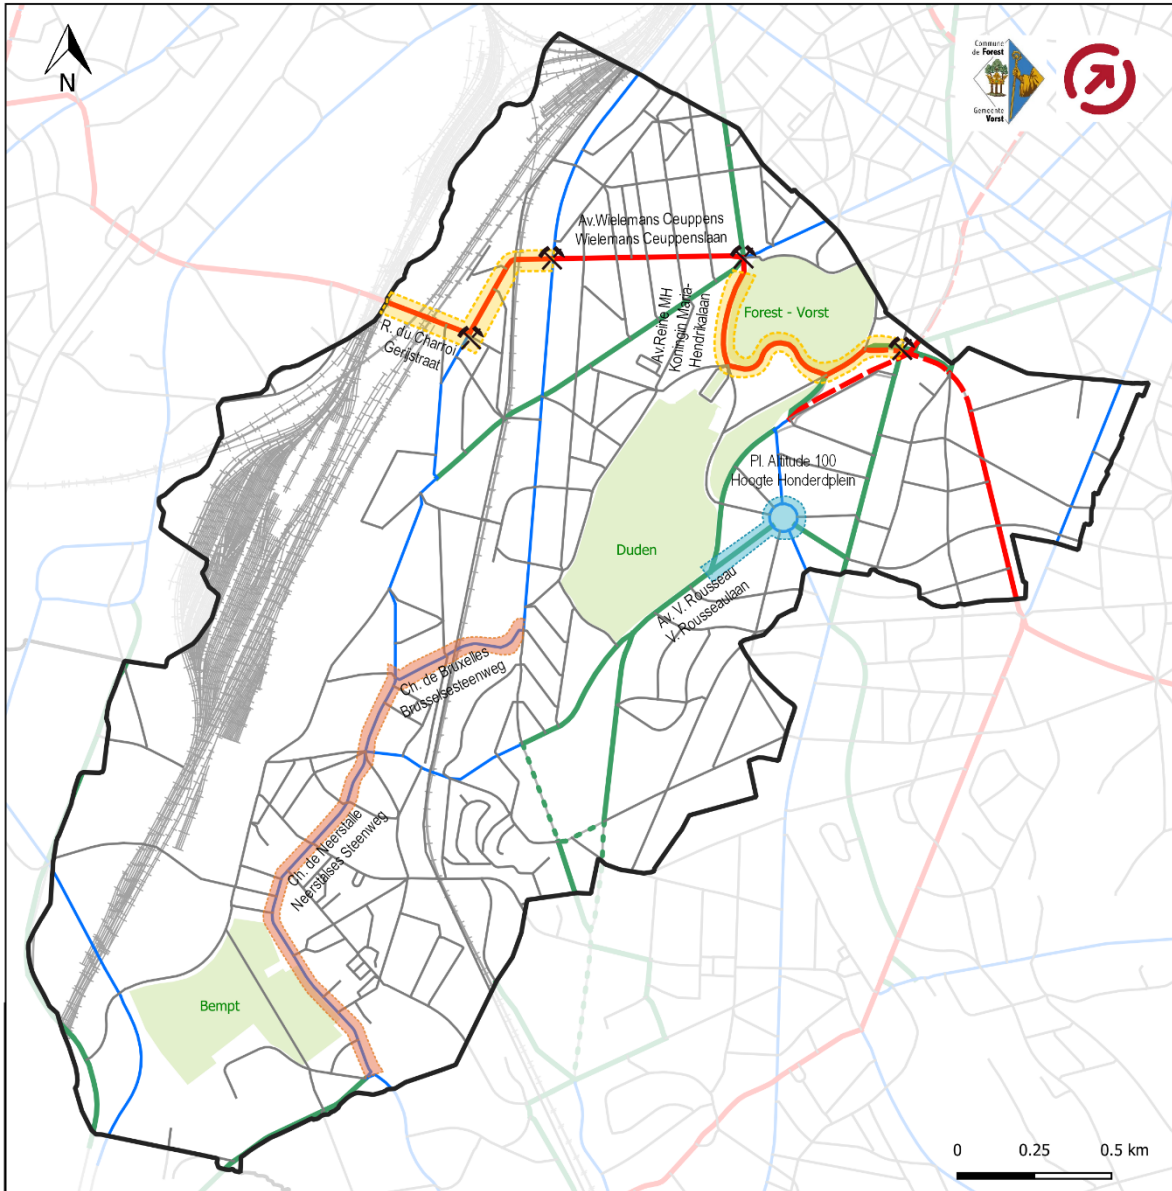 N
Commune
de Forest
Gemeente
Vorst
Av.Wielemans Ceuppens
Wielemans Ceuppenslaan
R. du Charroi
Gerijstraat
Av.Reine MH
Koningin Maria-
Hendrikalaan
Forest - Vorst
Pl. Altitude 100
Hoogte Honderdplein
Duden
Av. V. Rousseau
V. Rousseaulaan
Ch. de Bruxelles
Brusselsesteenweg
Ch. de Neerstalle
Neerstalses Steenweg
Bempt
0 0.25 0.5 km